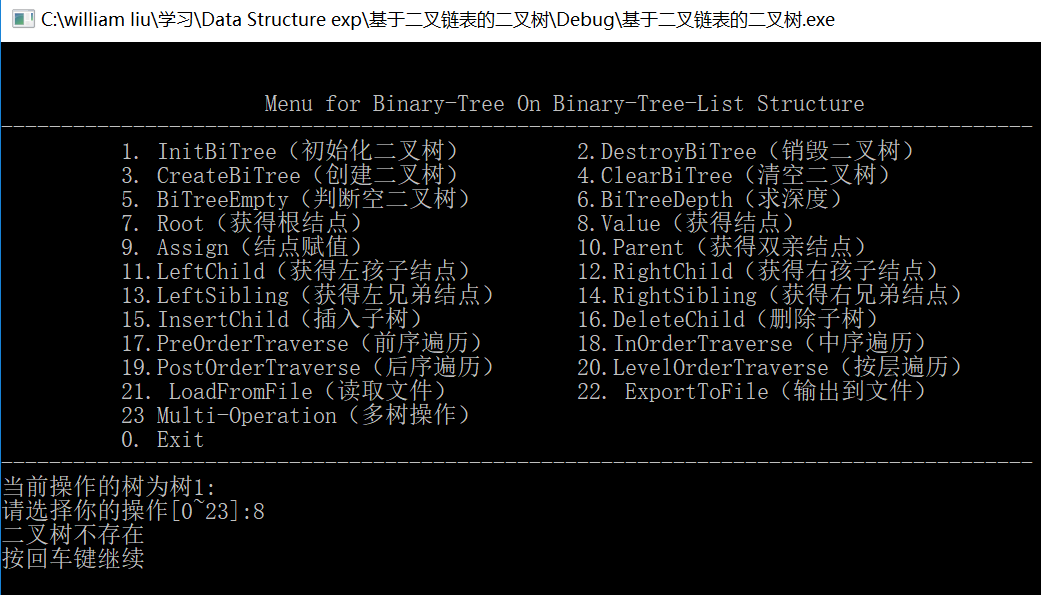 C:\william liu\学习\Data Structure exp\基于二叉链表的二叉树\Debug\基于二叉链表的二叉树.exe
Menu for Binary-Tree On Binary-Tree-List Structure
1. InitBiTree（初始化二叉树） 2.DestroyBiTree（销毁二叉树）
3. CreateBiTree（创建二叉树） 4.ClearBiTree（清空二叉树）
5. BiTreeEmpty（判断空二叉树） 6.BiTreeDepth（求深度）
7. Root（获得根结点） 8.Value（获得结点）
9. Assign（结点赋值） 10.Parent（获得双亲结点）
11.LeftChild（获得左孩子结点） 12.RightChild（获得右孩子结点）
13.LeftSibling（获得左兄弟结点） 14.RightSibling（获得右兄弟结点）
15.InsertChild（插入子树） 16.DeleteChild（删除子树）
17.PreOrderTraverse（前序遍历） 18.InOrderTraverse（中序遍历）
19.PostOrderTraverse（后序遍历） 20.LevelOrderTraverse（按层遍历）
21. LoadFromFile（读取文件） 22. ExportToFile（输出到文件）
23 Multi-Operation（多树操作）
0. Exit
当前操作的树为树1:
请选择你的操作[0~23]:8
二叉树不存在
按回车键继续